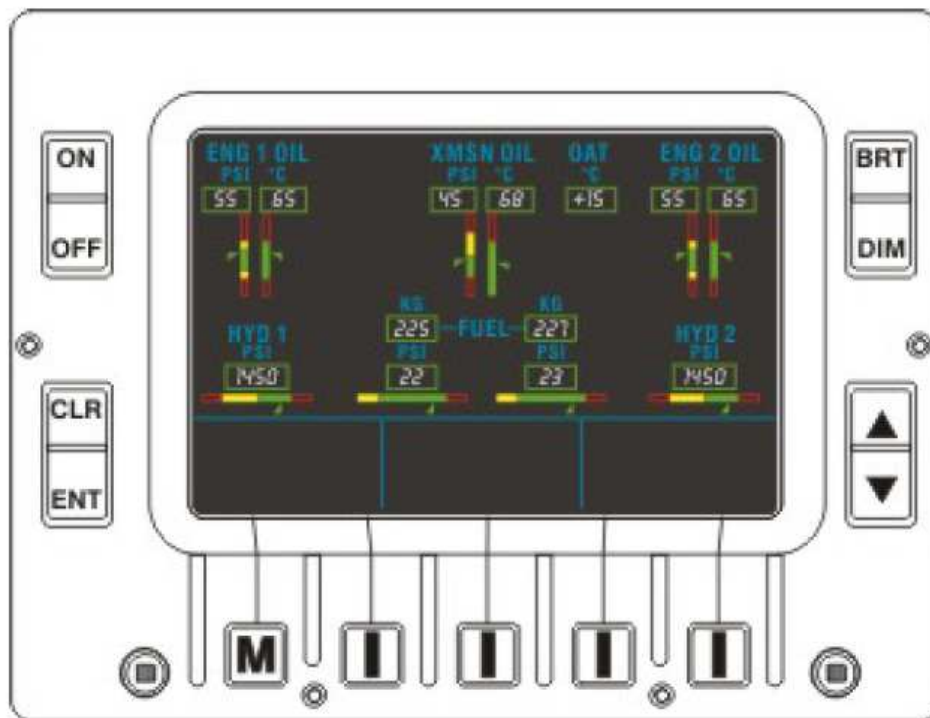 ON
OFF
BRT
DIM
ENG 1 OIL
PSI °C
55 65
XMSN OIL
PSI °C
45 68
OAT
°C
+15
ENG 2 OIL
PSI °C
55 65
KG
225
FUEL
KG
227
HYD 1
PSI
1450
PSI
22
PSI
23
HYD 2
PSI
1450
CLR
ENT
M
I
I
I
I